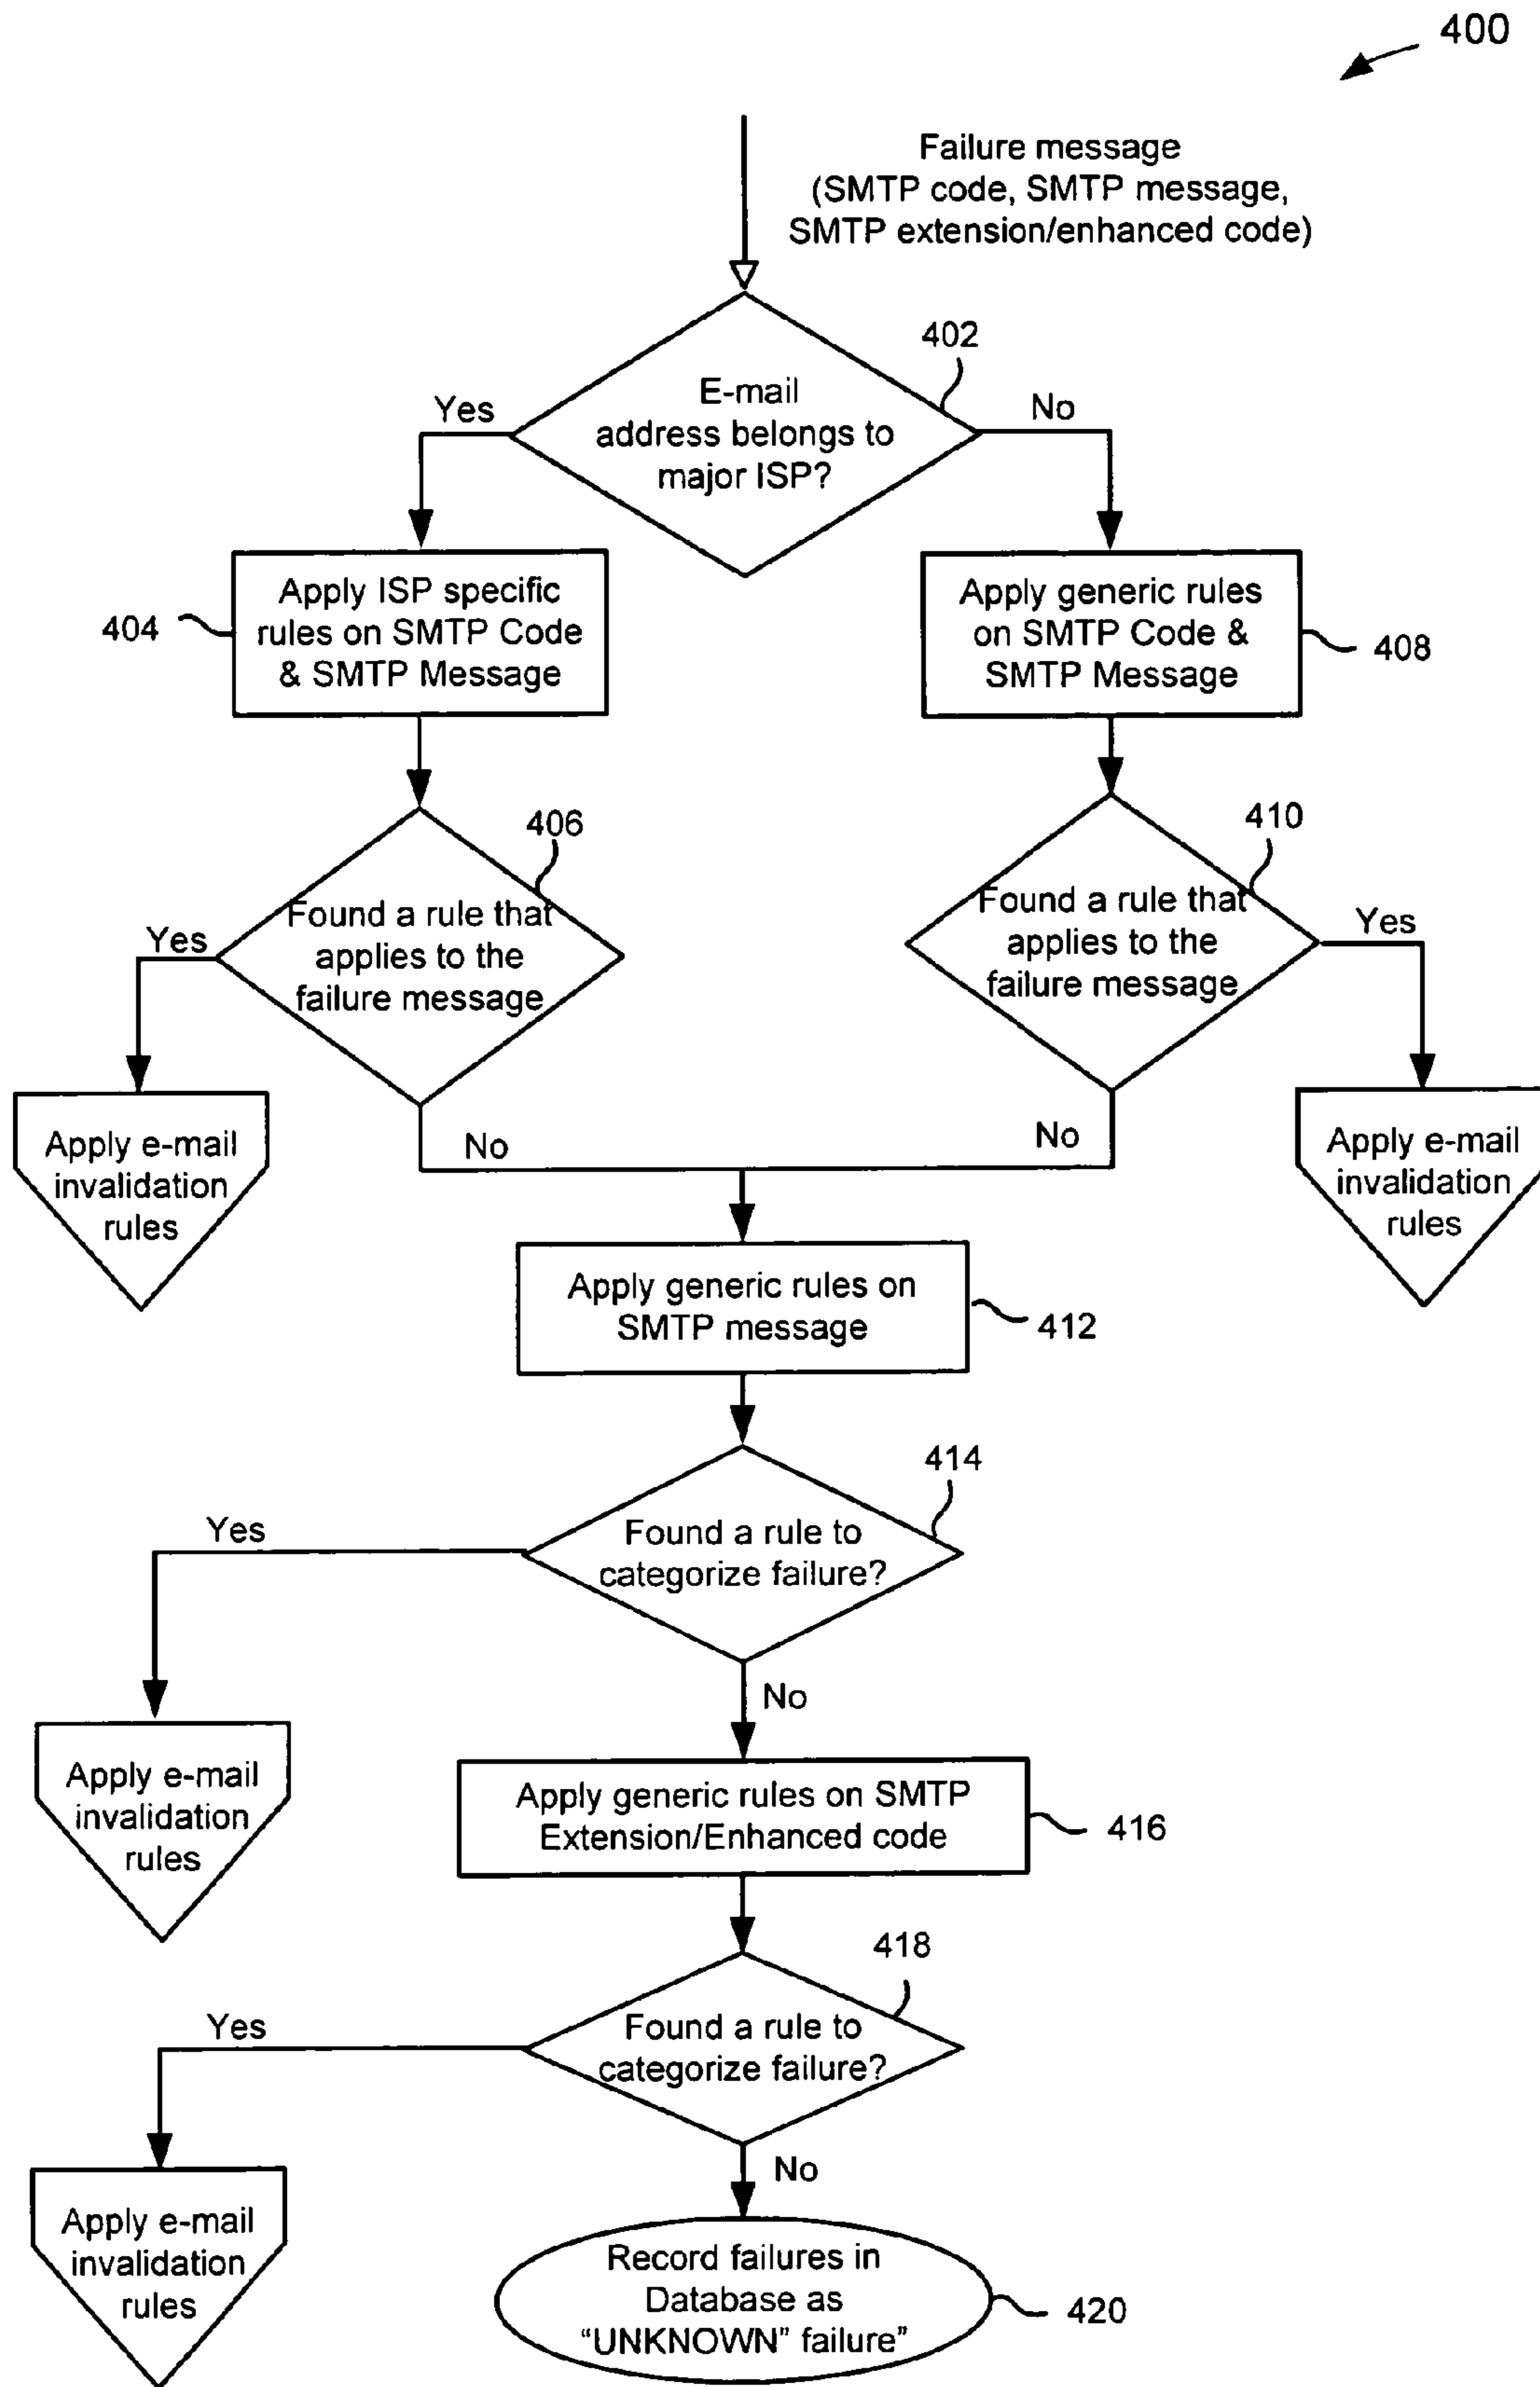 400
Failure message
(SMTP code, SMTP message,
SMTP extension/enhanced code)
402
E-mail
address belongs to
major ISP?
Yes
No
Apply ISP specific
rules on SMTP Code
& SMTP Message
404
Apply generic rules
on SMTP Code &
SMTP Message
408
406
Found a rule that
applies to the
failure message
Yes
No
410
Found a rule that
applies to the
failure message
Yes
No
Apply e-mail
invalidation
rules
Apply e-mail
invalidation
rules
Apply generic rules on
SMTP message
412
414
Found a rule to
categorize failure?
Yes
No
Apply e-mail
invalidation
rules
Apply generic rules on SMTP
Extension/Enhanced code
416
418
Found a rule to
categorize failure?
Yes
No
Apply e-mail
invalidation
rules
Record failures in
Database as
“UNKNOWN” failure”
420